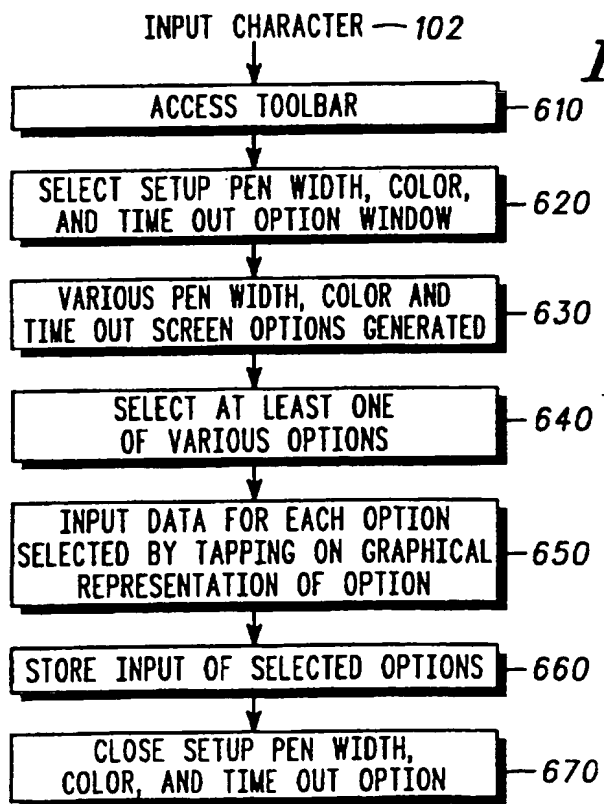 INPUT CHARACTER — 102
ACCESS TOOLBAR
610
SELECT SETUP PEN WIDTH, COLOR,
AND TIME OUT OPTION WINDOW
620
VARIOUS PEN WIDTH, COLOR AND
TIME OUT SCREEN OPTIONS GENERATED
630
SELECT AT LEAST ONE
OF VARIOUS OPTIONS
640
INPUT DATA FOR EACH OPTION
SELECTED BY TAPPING ON GRAPHICAL
REPRESENTATION OF OPTION
650
STORE INPUT OF SELECTED OPTIONS
660
CLOSE SETUP PEN WIDTH,
COLOR, AND TIME OUT OPTION
670